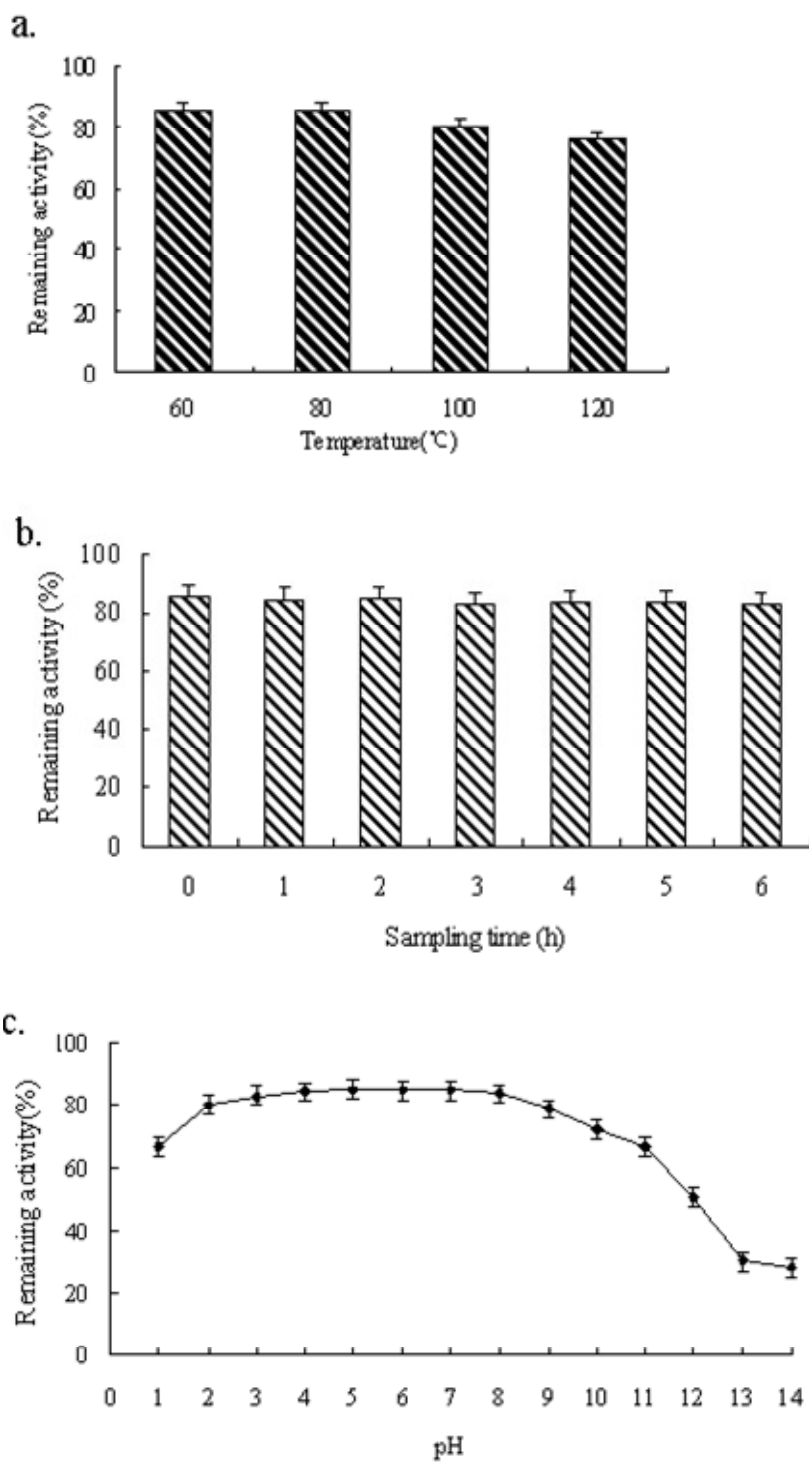 a.
100
80
60
40
20
0
Remaining activity (%)
60 80 100 120
Temperature(℃)
b.
100
80
60
40
20
0
Remaining activity (%)
0 1 2 3 4 5 6
Sampling time (h)
c.
100
80
60
40
20
0
Remaining activity(%)
0 1 2 3 4 5 6 7 8 9 10 11 12 13 14
pH